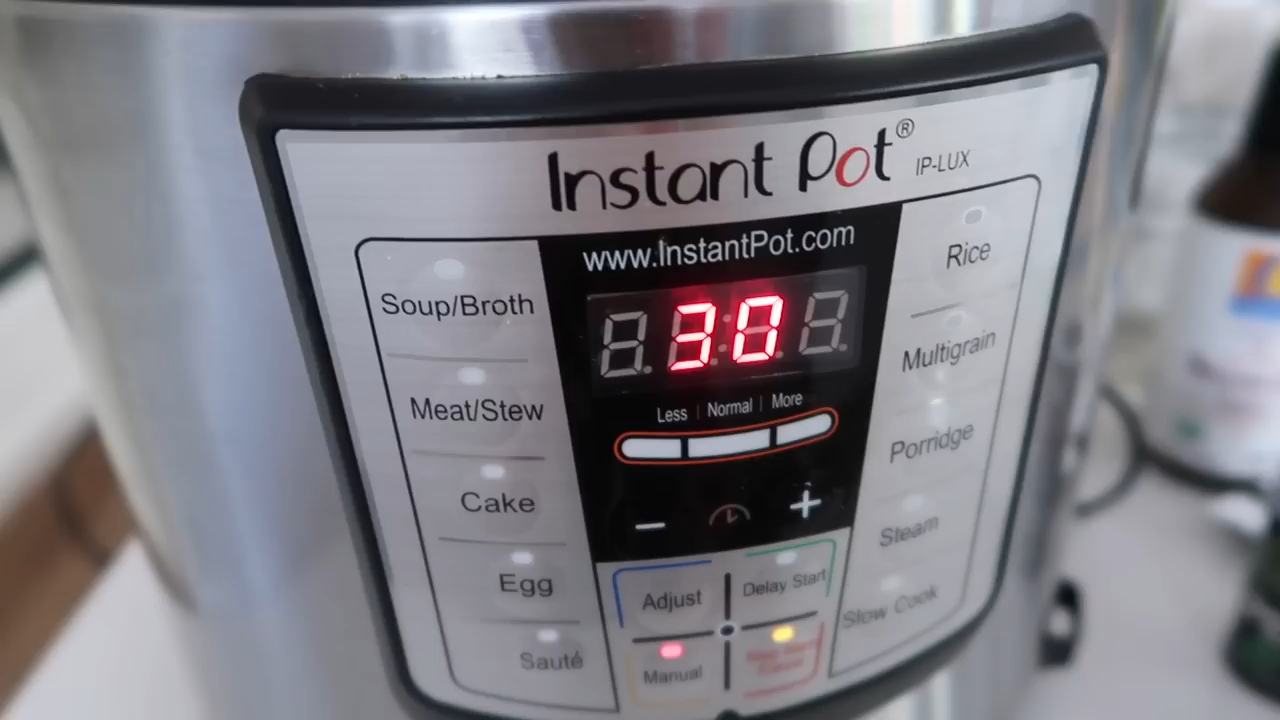 Instant Pot® IP-LUX
www.InstantPot.com
30
Less | Normal | More
− +
Soup/Broth
Meat/Stew
Cake
Egg
Sauté
Rice
Multigrain
Porridge
Steam
Slow Cook
Adjust
Delay Start
Manual